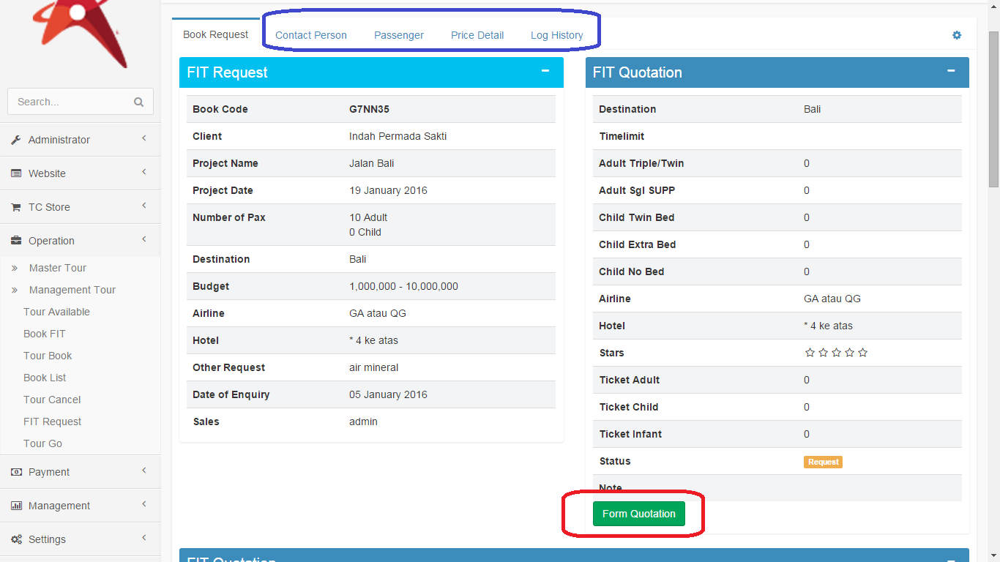 Search...
Administrator
Website
TC Store
Operation
Master Tour
Management Tour
Tour Available
Book FIT
Tour Book
Book List
Tour Cancel
FIT Request
Tour Go
Payment
Management
Settings
Book Request Contact Person Passenger Price Detail Log History
FIT Request
Book Code G7NN35
Client Indah Permada Sakti
Project Name Jalan Bali
Project Date 19 January 2016
Number of Pax 10 Adult
0 Child
Destination Bali
Budget 1,000,000 - 10,000,000
Airline GA atau QG
Hotel * 4 ke atas
Other Request air mineral
Date of Enquiry 05 January 2016
Sales admin
FIT Quotation
Destination Bali
Timelimit
Adult Triple/Twin 0
Adult Sgl SUPP 0
Child Twin Bed 0
Child Extra Bed 0
Child No Bed 0
Airline GA atau QG
Hotel * 4 ke atas
Stars
Ticket Adult 0
Ticket Child 0
Ticket Infant 0
Status Request
Note
Form Quotation
FIT Quotation